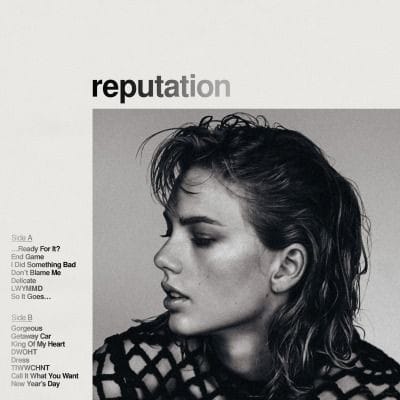 reputation
Side A
...Ready For It?
End Game
I Did Something Bad
Don't Blame Me
Delicate
LWYMMD
So It Goes...
Side B
Gorgeous
Getaway Car
King Of My Heart
DWOHT
Dress
TIWWCHNT
Call It What You Want
New Year's Day